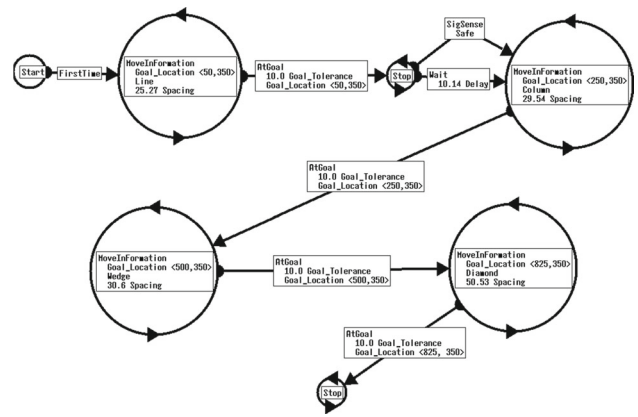 Start
FirstTime
MoveInFormation
Goal_Location <50,350>
Line
25.27 Spacing
AtGoal
10.0 Goal_Tolerance
Goal_Location <50,350>
Stop
SigSense
Safe
Wait
10.14 Delay
MoveInFormation
Goal_Location <250,350>
Column
29.54 Spacing
AtGoal
10.0 Goal_Tolerance
Goal_Location <250,350>
MoveInFormation
Goal_Location <500,350>
Wedge
30.6 Spacing
AtGoal
10.0 Goal_Tolerance
Goal_Location <500,350>
MoveInFormation
Goal_Location <825,350>
Diamond
50.53 Spacing
AtGoal
10.0 Goal_Tolerance
Goal_Location <825, 350>
Stop